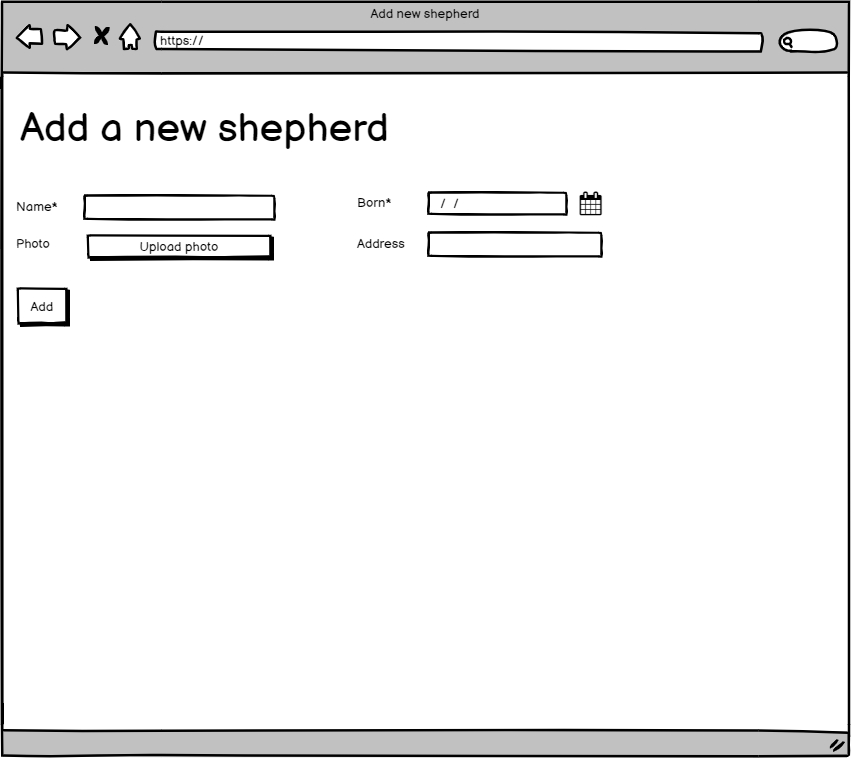 Add new shepherd
https://
Add a new shepherd
Name*
Born*
/ /
Photo
Upload photo
Address
Add